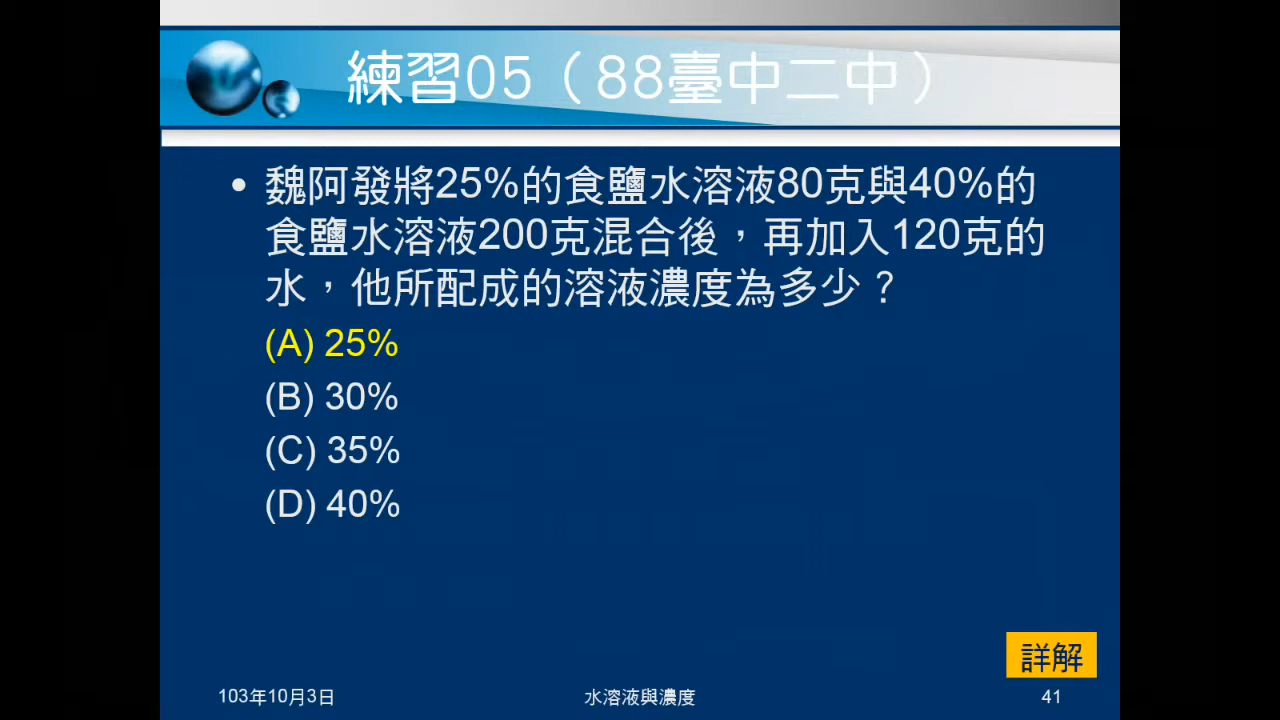 練習05（88臺中二中）
• 魏阿發將25%的食鹽水溶液80克與40%的
食鹽水溶液200克混合後，再加入120克的
水，他所配成的溶液濃度為多少？
(A) 25%
(B) 30%
(C) 35%
(D) 40%
詳解
103年10月3日
水溶液與濃度
41